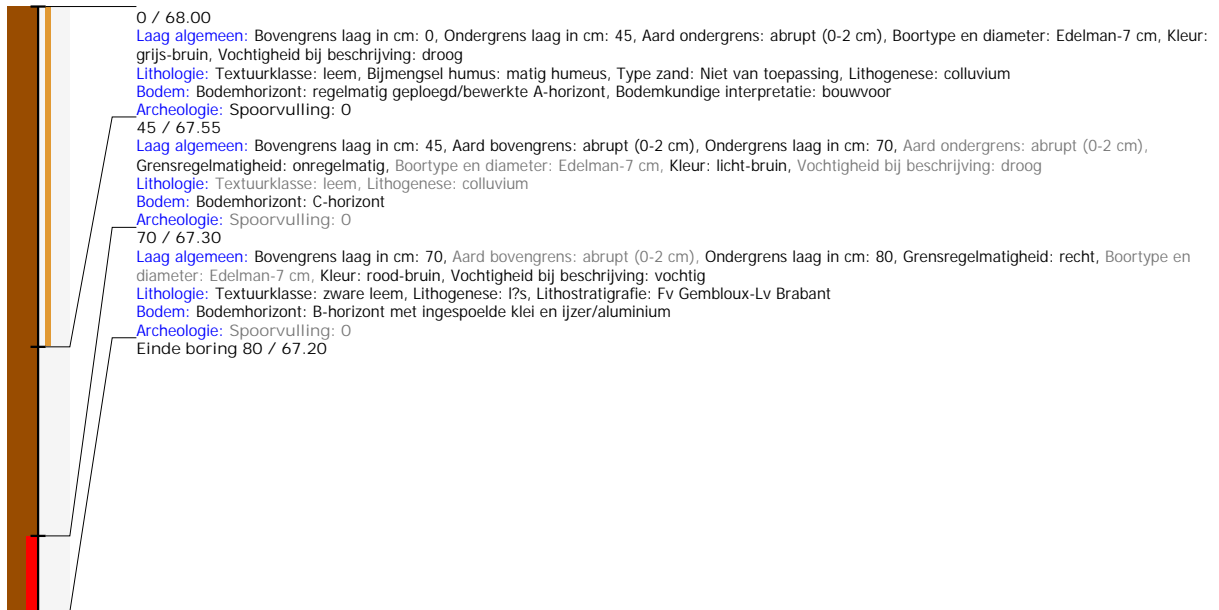 0 / 68.00
Laag algemeen: Bovengrens laag in cm: 0, Ondergrens laag in cm: 45, Aard ondergrens: abrupt (0-2 cm), Boortype en diameter: Edelman-7 cm, Kleur:
grijs-bruin, Vochtigheid bij beschrijving: droog
Lithologie: Textuurklasse: leem, Bijmengsel humus: matig humeus, Type zand: Niet van toepassing, Lithogenese: colluvium
Bodem: Bodemhorizont: regelmatig geploegd/bewerkte A-horizont, Bodemkundige interpretatie: bouwvoor
Archeologie: Spoorvulling: 0
45 / 67.55
Laag algemeen: Bovengrens laag in cm: 45, Aard bovengrens: abrupt (0-2 cm), Ondergrens laag in cm: 70, Aard ondergrens: abrupt (0-2 cm),
Grensregelmatigheid: onregelmatig, Boortype en diameter: Edelman-7 cm, Kleur: licht-bruin, Vochtigheid bij beschrijving: droog
Lithologie: Textuurklasse: leem, Lithogenese: colluvium
Bodem: Bodemhorizont: C-horizont
Archeologie: Spoorvulling: 0
70 / 67.30
Laag algemeen: Bovengrens laag in cm: 70, Aard bovengrens: abrupt (0-2 cm), Ondergrens laag in cm: 80, Grensregelmatigheid: recht, Boortype en
diameter: Edelman-7 cm, Kleur: rood-bruin, Vochtigheid bij beschrijving: vochtig
Lithologie: Textuurklasse: zware leem, Lithogenese: l?s, Lithostratigrafie: Fv Gembloux-Lv Brabant
Bodem: Bodemhorizont: B-horizont met ingespoelde klei en ijzer/aluminium
Archeologie: Spoorvulling: 0
Einde boring 80 / 67.20